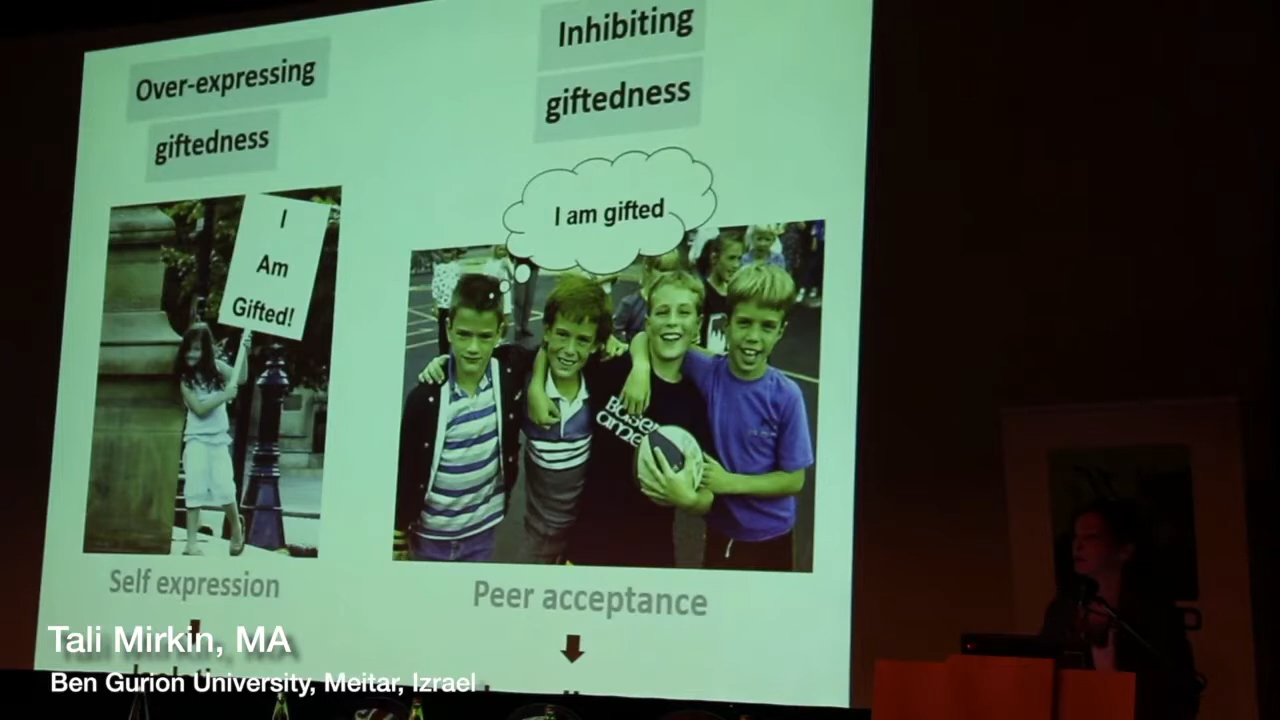 Over-expressing
giftedness
Inhibiting
giftedness
I
Am
Gifted!
I am gifted
Self expression
Peer acceptance
Tali Mirkin, MA
Ben Gurion University, Meitar, Izrael